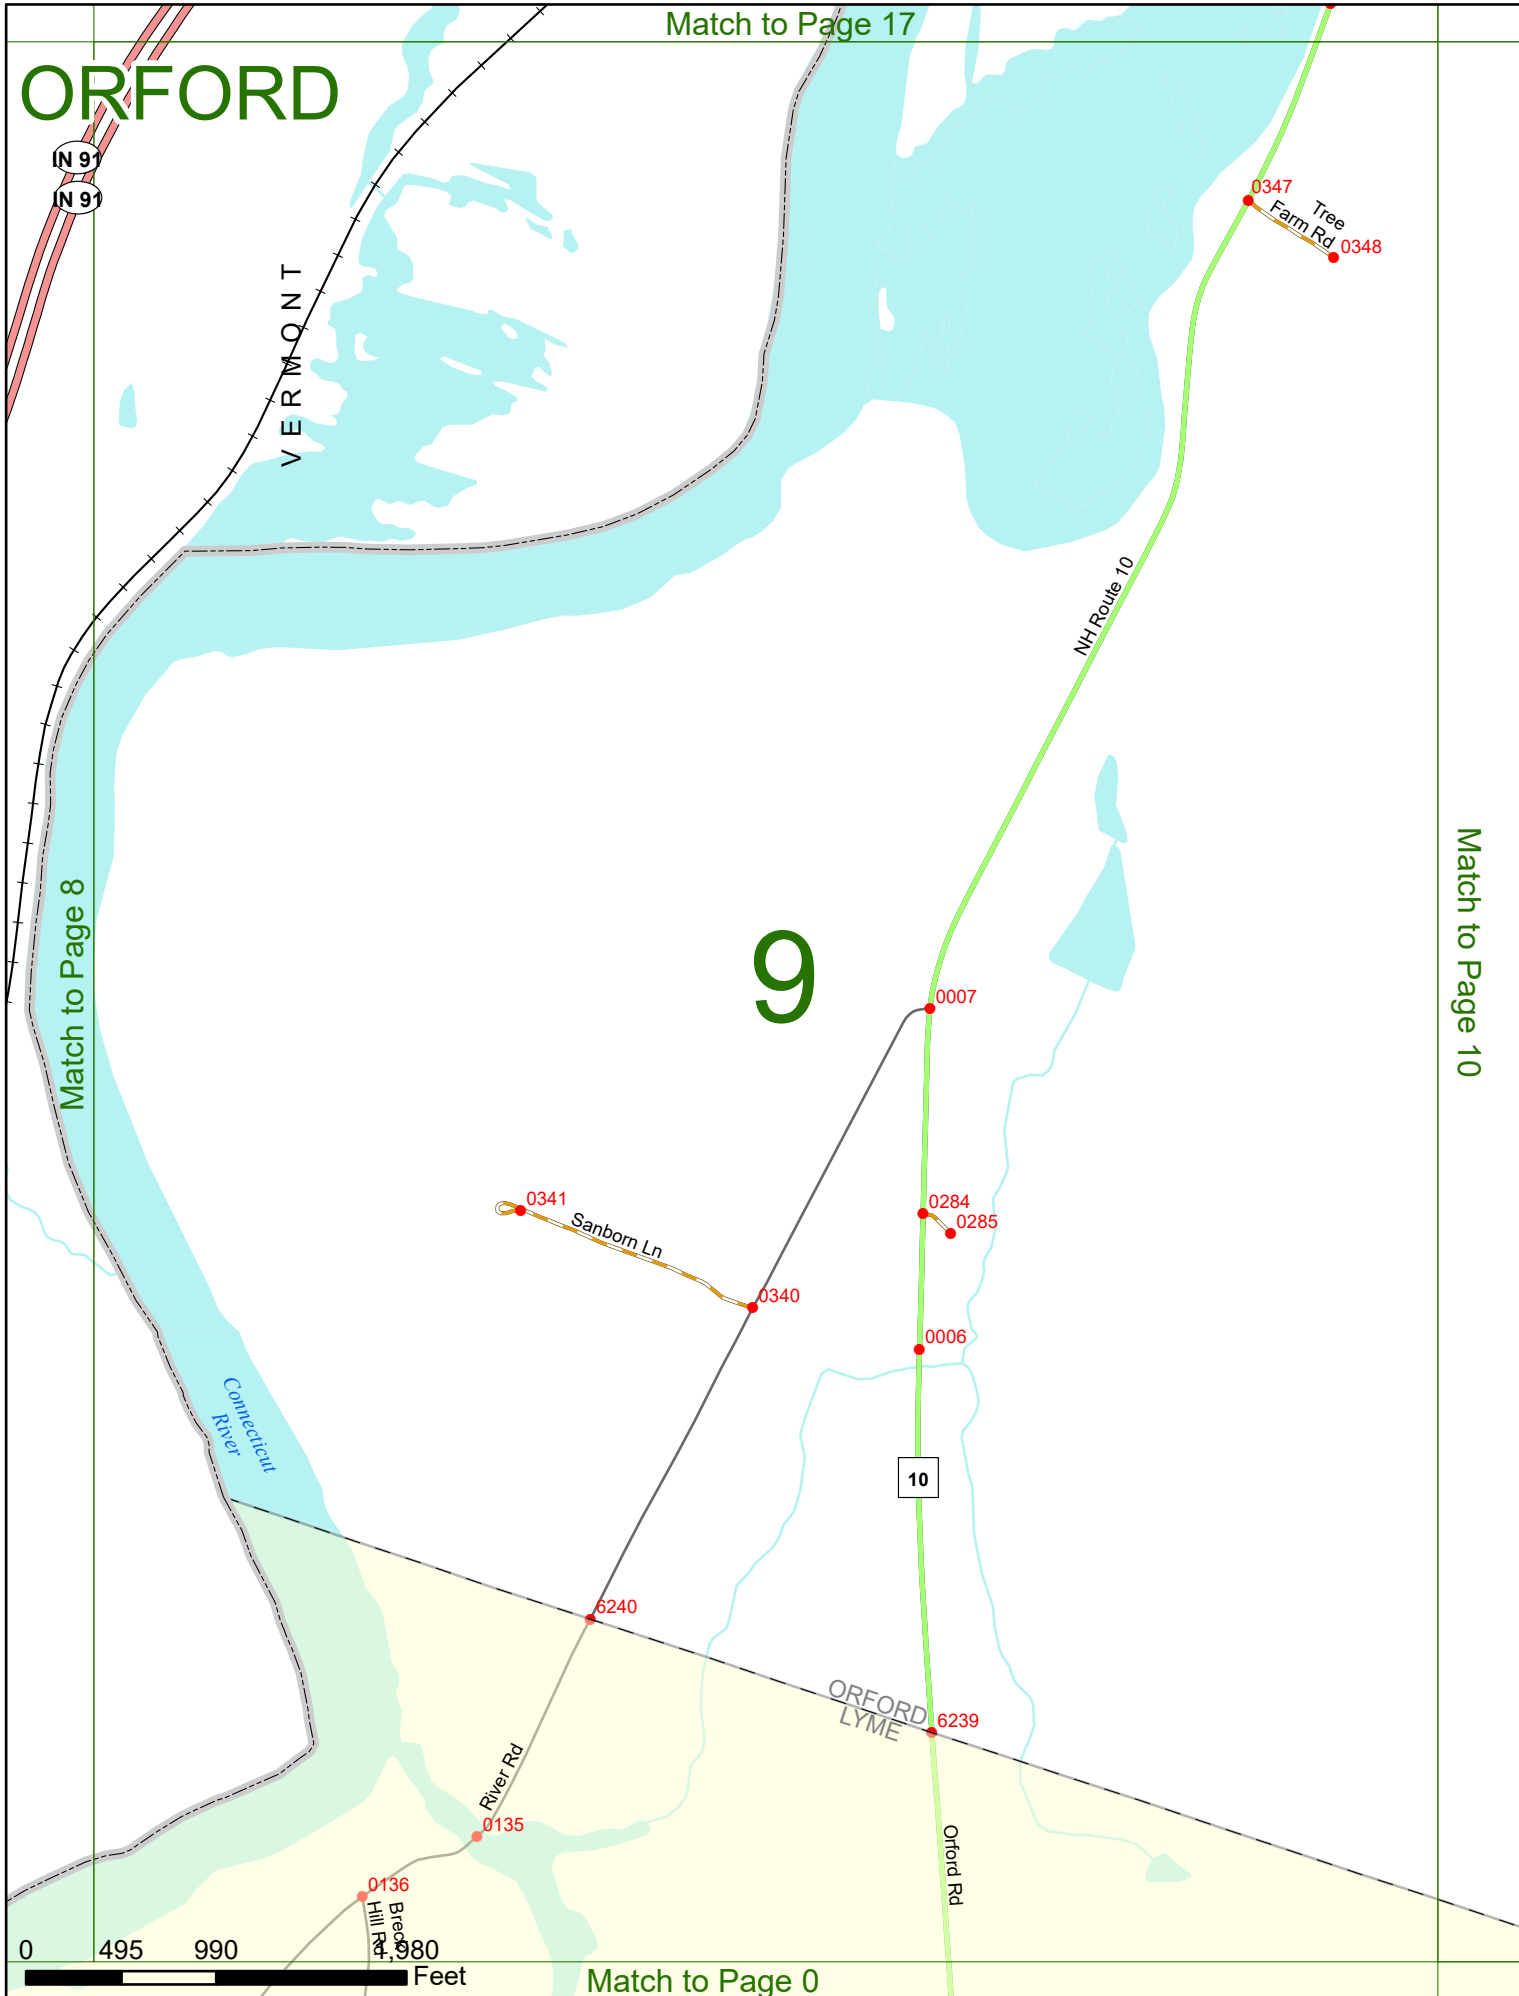 Match to Page 17
ORFORD
IN 91
IN 91
0347
Tree
Farm Rd
0348
VERMONT
NH Route 10
Match to Page 8
Match to Page 10
9
0007
0341
Sanborn Ln
0284
0285
0340
0006
Connecticut
River
10
6240
ORFORD
LYME
6239
River Rd
0135
Orford Rd
0136
Breck
Hill Rd
0 495 990 1,980
Feet
Match to Page 0